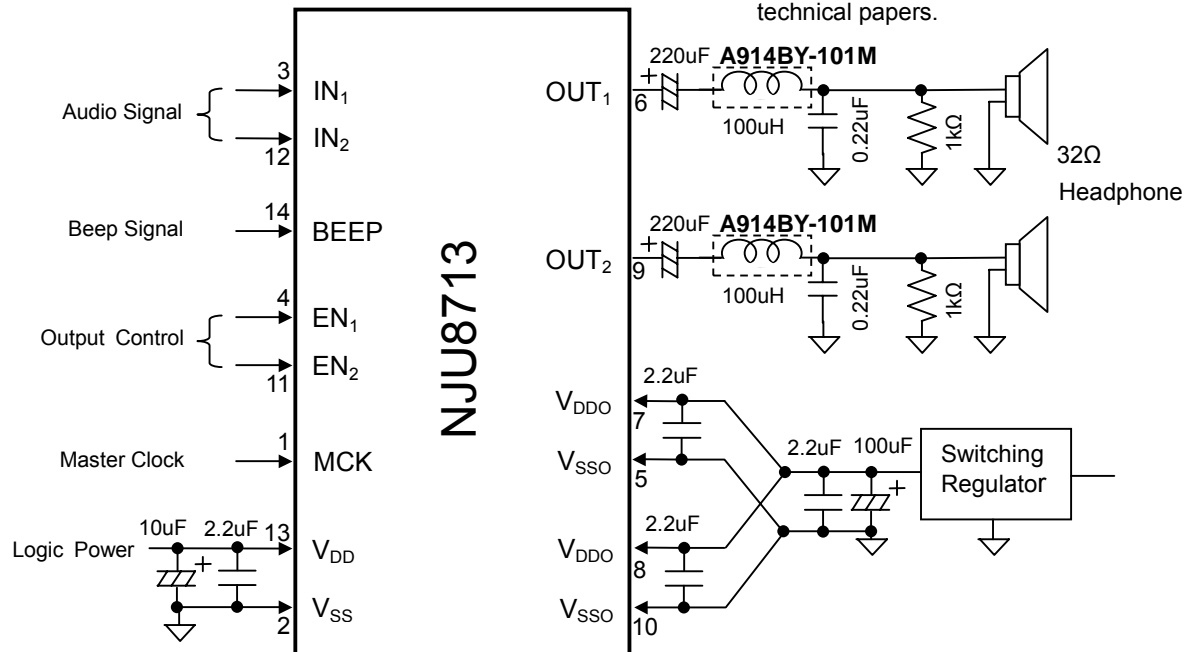 technical papers.
220uF
A914BY-101M
3
IN1
OUT1
+
6
100uH
0.22uF
1kΩ
Audio Signal
IN2
12
32Ω
Headphone
14
Beep Signal
BEEP
220uF
A914BY-101M
OUT2
+
9
100uH
0.22uF
1kΩ
4
EN1
Output Control
EN2
11
NJU8713
2.2uF
VDDO
7
1
Master Clock
MCK
VSSO
5
2.2uF
100uF
+
Switching
Regulator
10uF
2.2uF
13
Logic Power
VDD
+
2.2uF
VDDO
8
VSS
2
VSSO
10